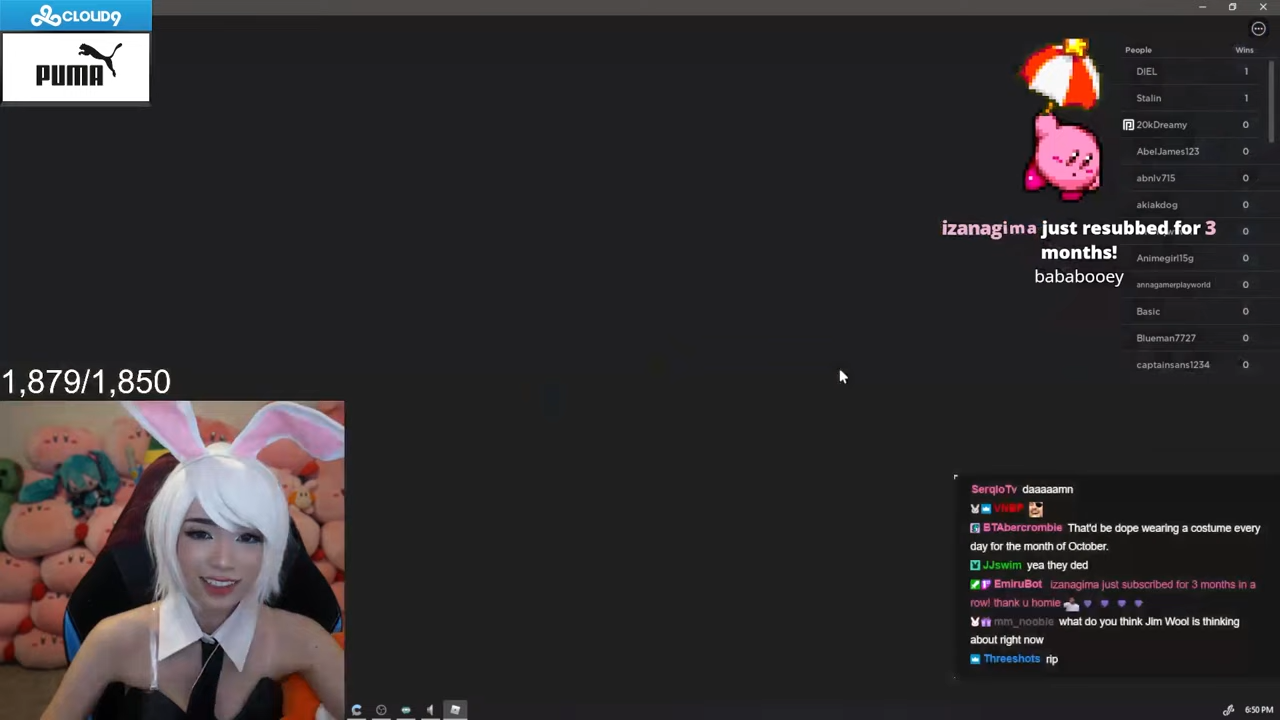 CLOUD9
PUMA
People Wins
DIEL 1
Stalin 1
20kDreamy 0
AbelJames123 0
abnlv715 0
akiakdog 0
izanagima just resubbed for 3
months!
0
Animegirl15g 0
bababooey
annagamerplayworld 0
Basic 0
Blueman7727 0
captainsans1234 0
1,879/1,850
SerqioTv daaaaamn
BTAbercrombie That'd be dope wearing a costume every
day for the month of October.
JJswim yea they ded
EmiruBot izanagima just subscribed for 3 months in a
row! thank u homie
mm_noobie what do you think Jim Wool is thinking
about right now
Threeshots rip
6:50 PM